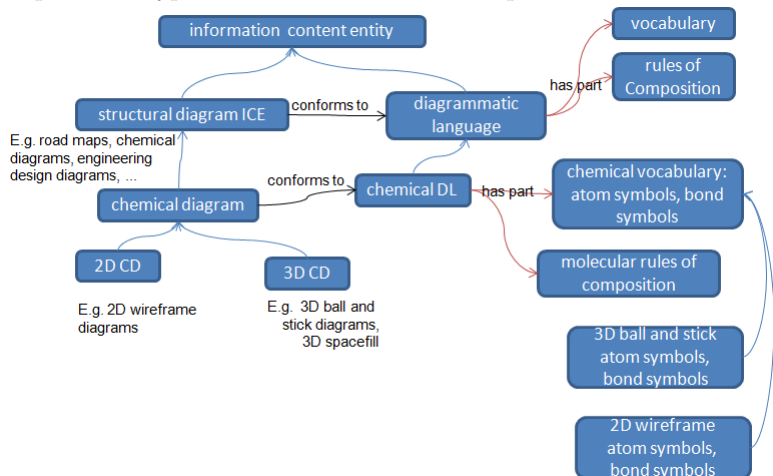 information content entity
vocabulary
rules of
Composition
has part
structural diagram ICE
conforms to
diagrammatic
language
E.g. road maps, chemical
diagrams, engineering
design diagrams, ...
chemical diagram
conforms to
chemical DL
has part
chemical vocabulary:
atom symbols, bond
symbols
2D CD
3D CD
molecular rules of
composition
E.g. 2D wireframe
diagrams
E.g. 3D ball and
stick diagrams,
3D spacefill
3D ball and stick
atom symbols,
bond symbols
2D wireframe
atom symbols,
bond symbols